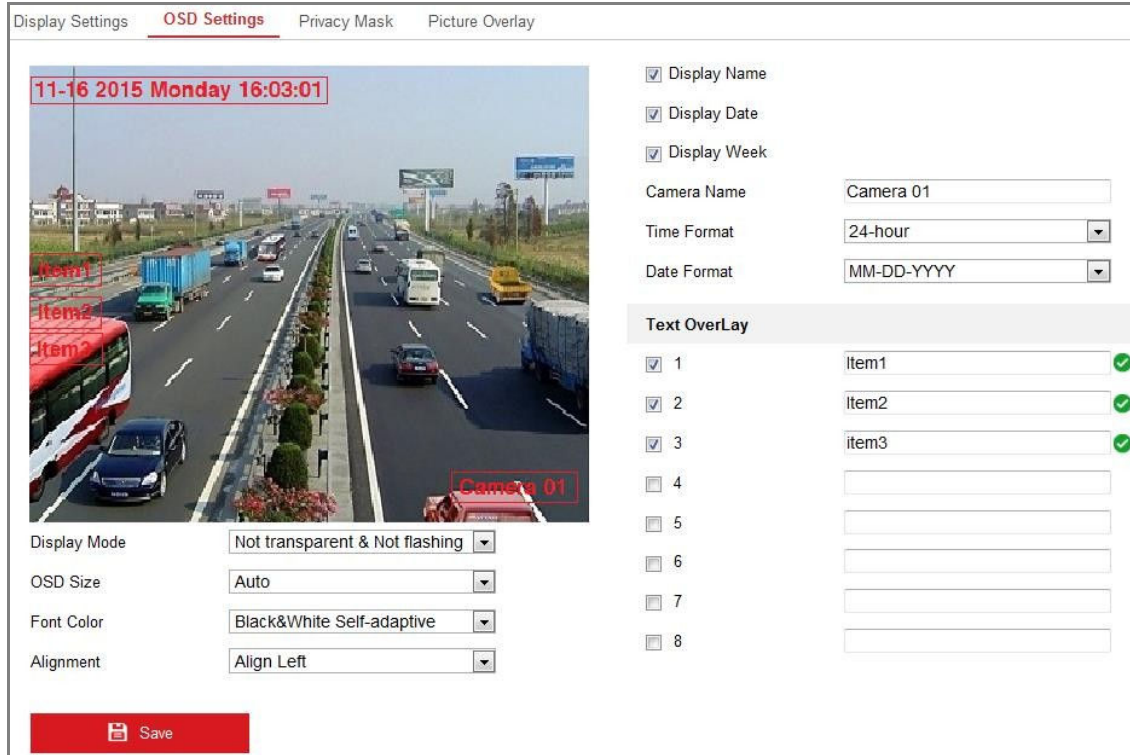 Display Settings OSD Settings Privacy Mask Picture Overlay
11-16 2015 Monday 16:03:01
Item1
Item2
Item3
Camera 01
Display Mode Not transparent & Not flashing
OSD Size Auto
Font Color Black&White Self-adaptive
Alignment Align Left
Save
Display Name
Display Date
Display Week
Camera Name Camera 01
Time Format 24-hour
Date Format MM-DD-YYYY
Text OverLay
1 Item1
2 Item2
3 item3
4
5
6
7
8